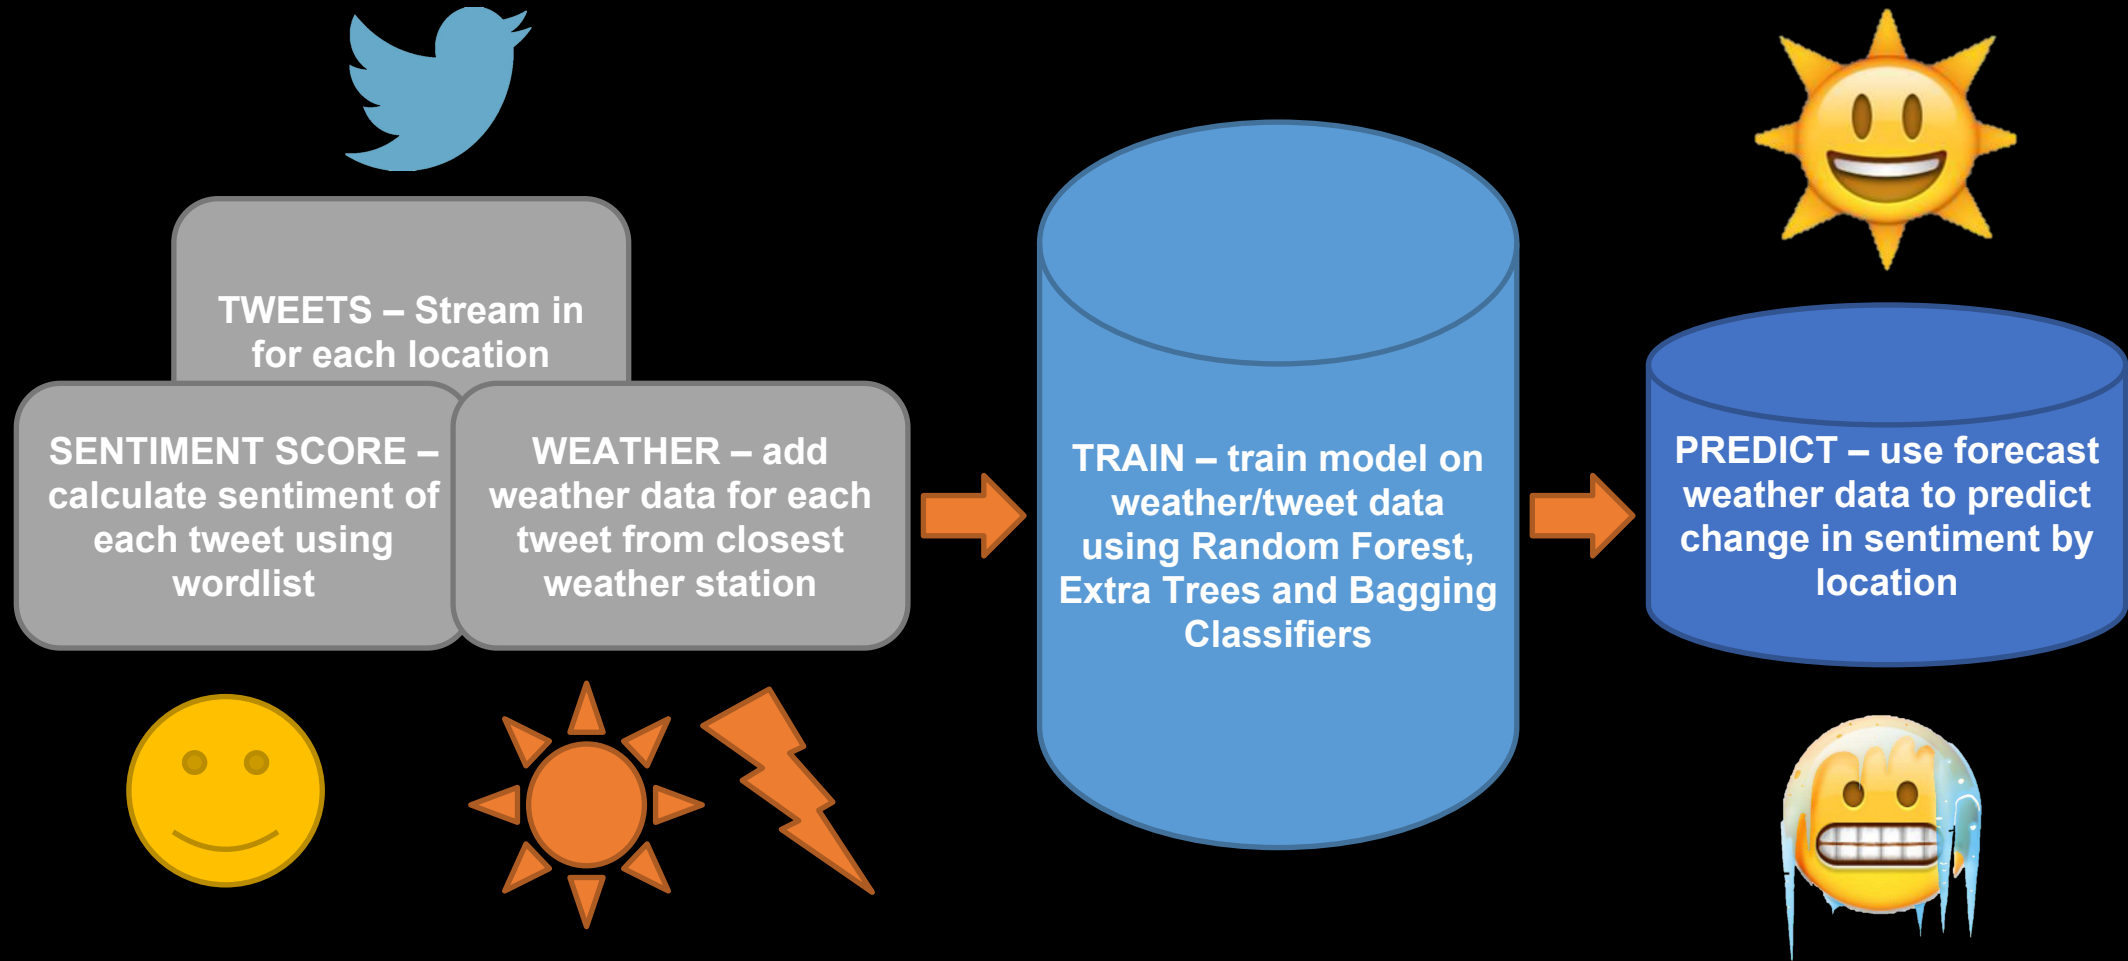 TWEETS – Stream in
for each location
SENTIMENT SCORE –
calculate sentiment of
each tweet using
wordlist
WEATHER – add
weather data for each
tweet from closest
weather station
TRAIN – train model on
weather/tweet data
using Random Forest,
Extra Trees and Bagging
Classifiers
PREDICT – use forecast
weather data to predict
change in sentiment by
location